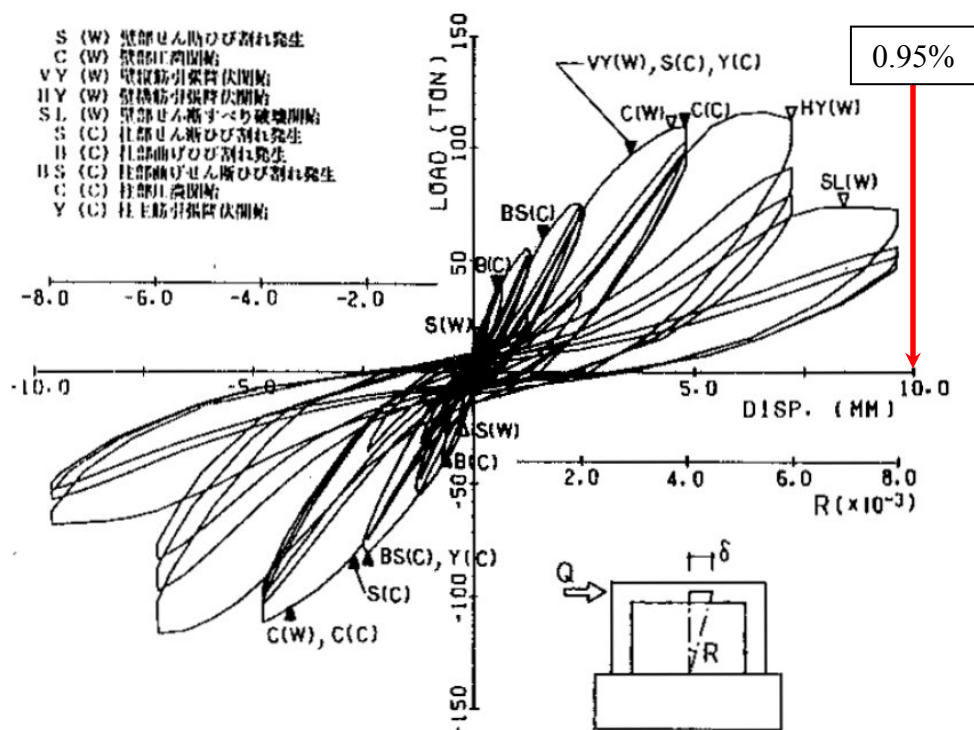 S (W) 壁部せん断ひび割れ発生
C (W) 壁部圧潰開始
VY (W) 壁縦筋引張降伏開始
HY (W) 壁横筋引張降伏開始
SL (W) 壁部せん断すべり破壊開始
S (C) 柱部せん断ひび割れ発生
B (C) 柱部曲げひび割れ発生
BS (C) 柱部曲げせん断ひび割れ発生
C (C) 柱部圧潰開始
Y (C) 柱主筋引張降伏開始
LOAD (TON)
150
100
50
-50
-100
-150
0.95%
VY(W), S(C), Y(C)
C(W)
C(C)
HY(W)
SL(W)
BS(C)
B(C)
S(W)
-8.0 -6.0 -4.0 -2.0
-10.0 -5.0 5.0 10.0
DISP. (MM)
S(W)
B(C)
2.0 4.0 6.0 8.0
R(×10-3)
BS(C), Y(C)
S(C)
C(W), C(C)
δ
Q
R